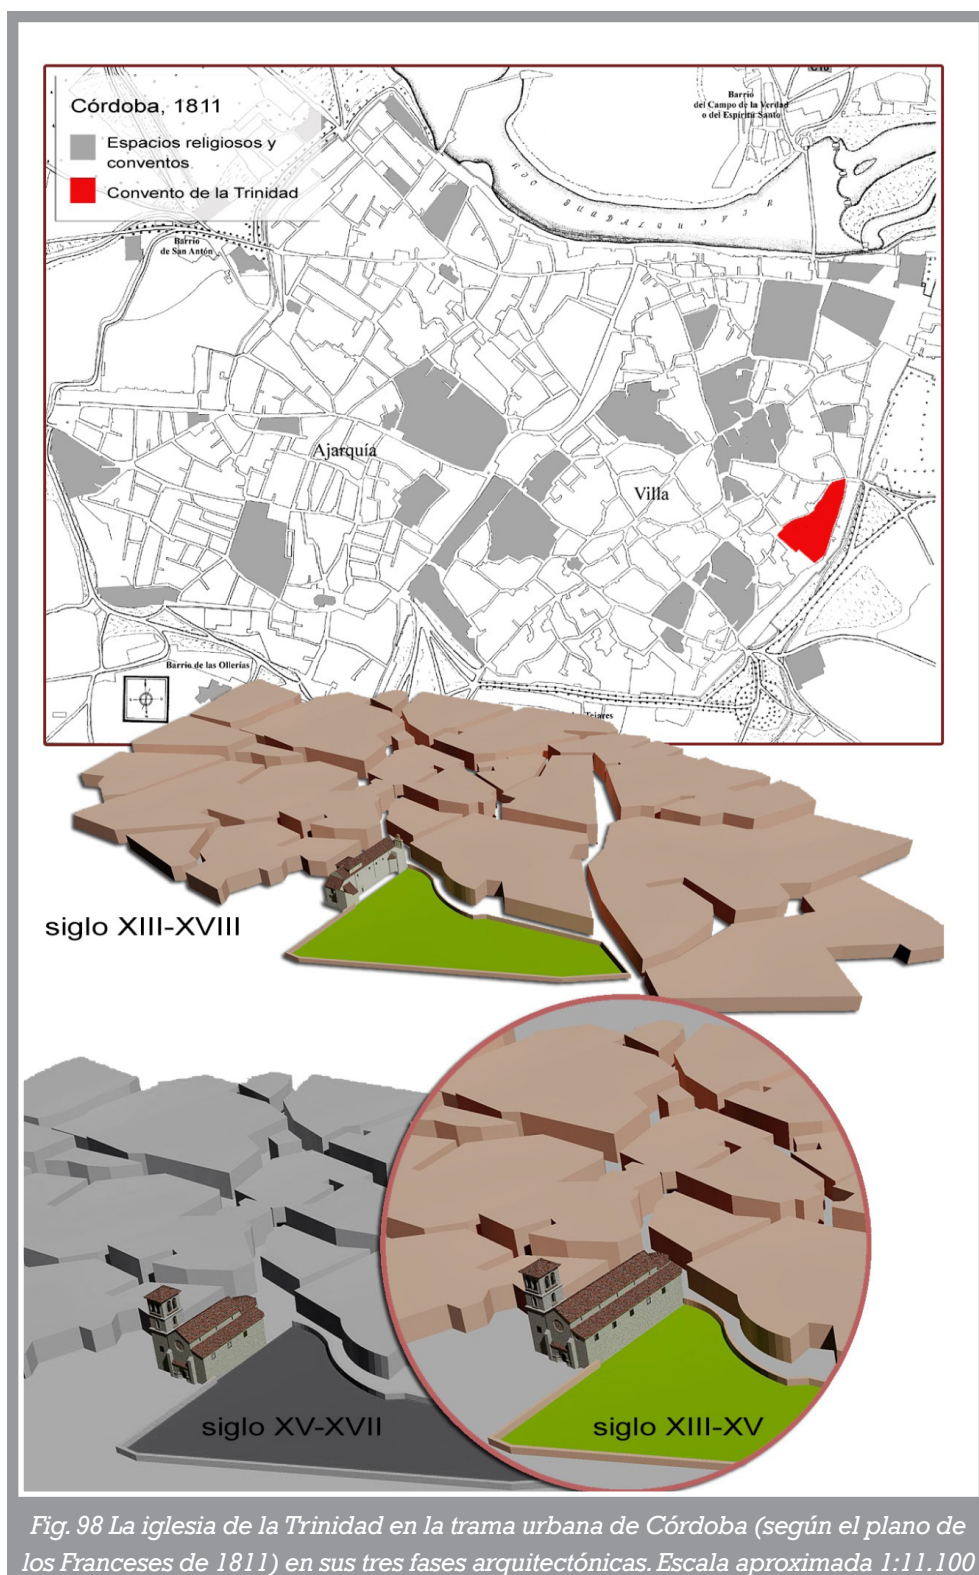 Córdoba, 1811
Espacios religiosos y
conventos
Convento de la Trinidad
Barrio
del Campo de la Verdad
o del Espíritu Santo
RIO
GUADALQUIVIR
Barrio
de San Antón
Ajarquía
Villa
Barrio de las Ollerías
Tejares
siglo XIII-XVIII
siglo XV-XVII
siglo XIII-XV
Fig. 98 La iglesia de la Trinidad en la trama urbana de Córdoba (según el plano de
los Franceses de 1811) en sus tres fases arquitectónicas. Escala aproximada 1:11.100